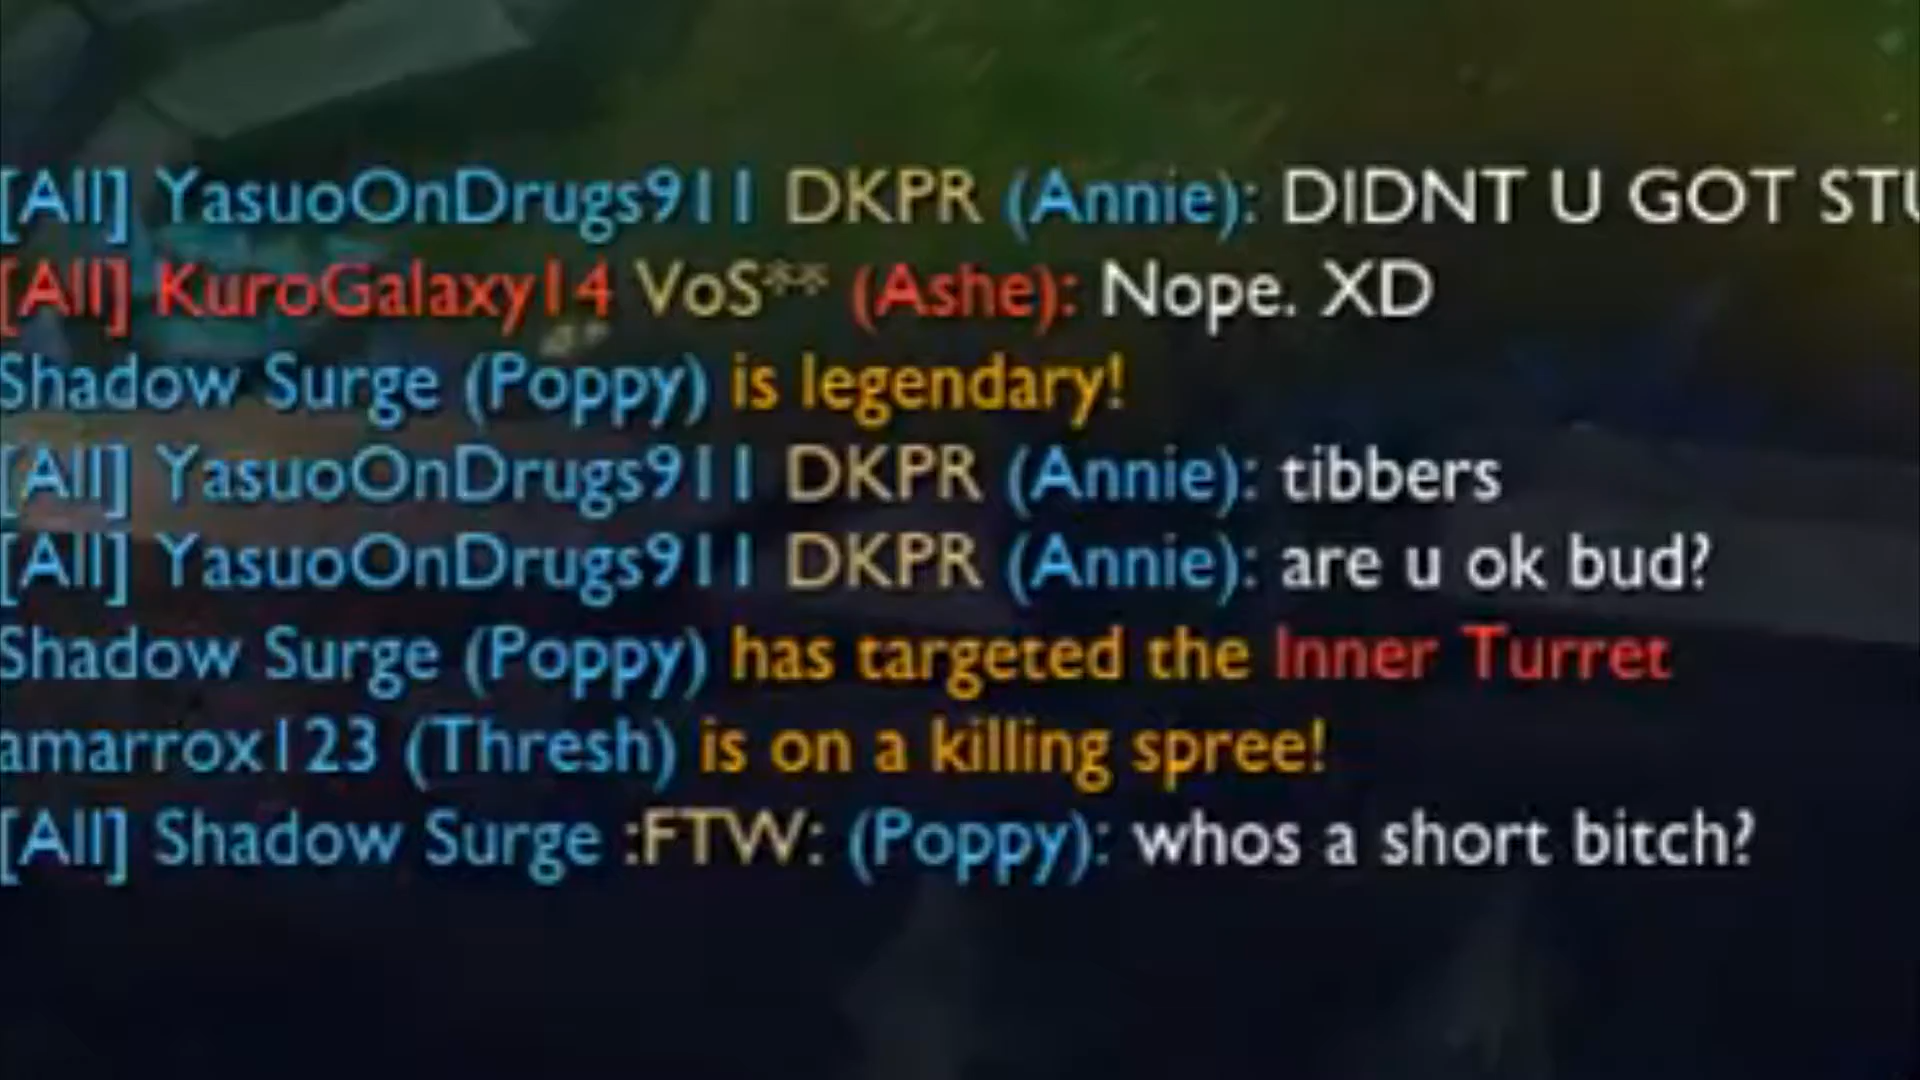 [All] YasuoOnDrugs911 DKPR (Annie): DIDNT U GOT
[All] KuroGalaxy14 VoS** (Ashe): Nope. XD
Shadow Surge (Poppy) is legendary!
[All] YasuoOnDrugs911 DKPR (Annie): tibbers
[All] YasuoOnDrugs911 DKPR (Annie): are u ok bud?
Shadow Surge (Poppy) has targeted the Inner Turret
amarrox123 (Thresh) is on a killing spree!
[All] Shadow Surge :FTW: (Poppy): whos a short bitch?